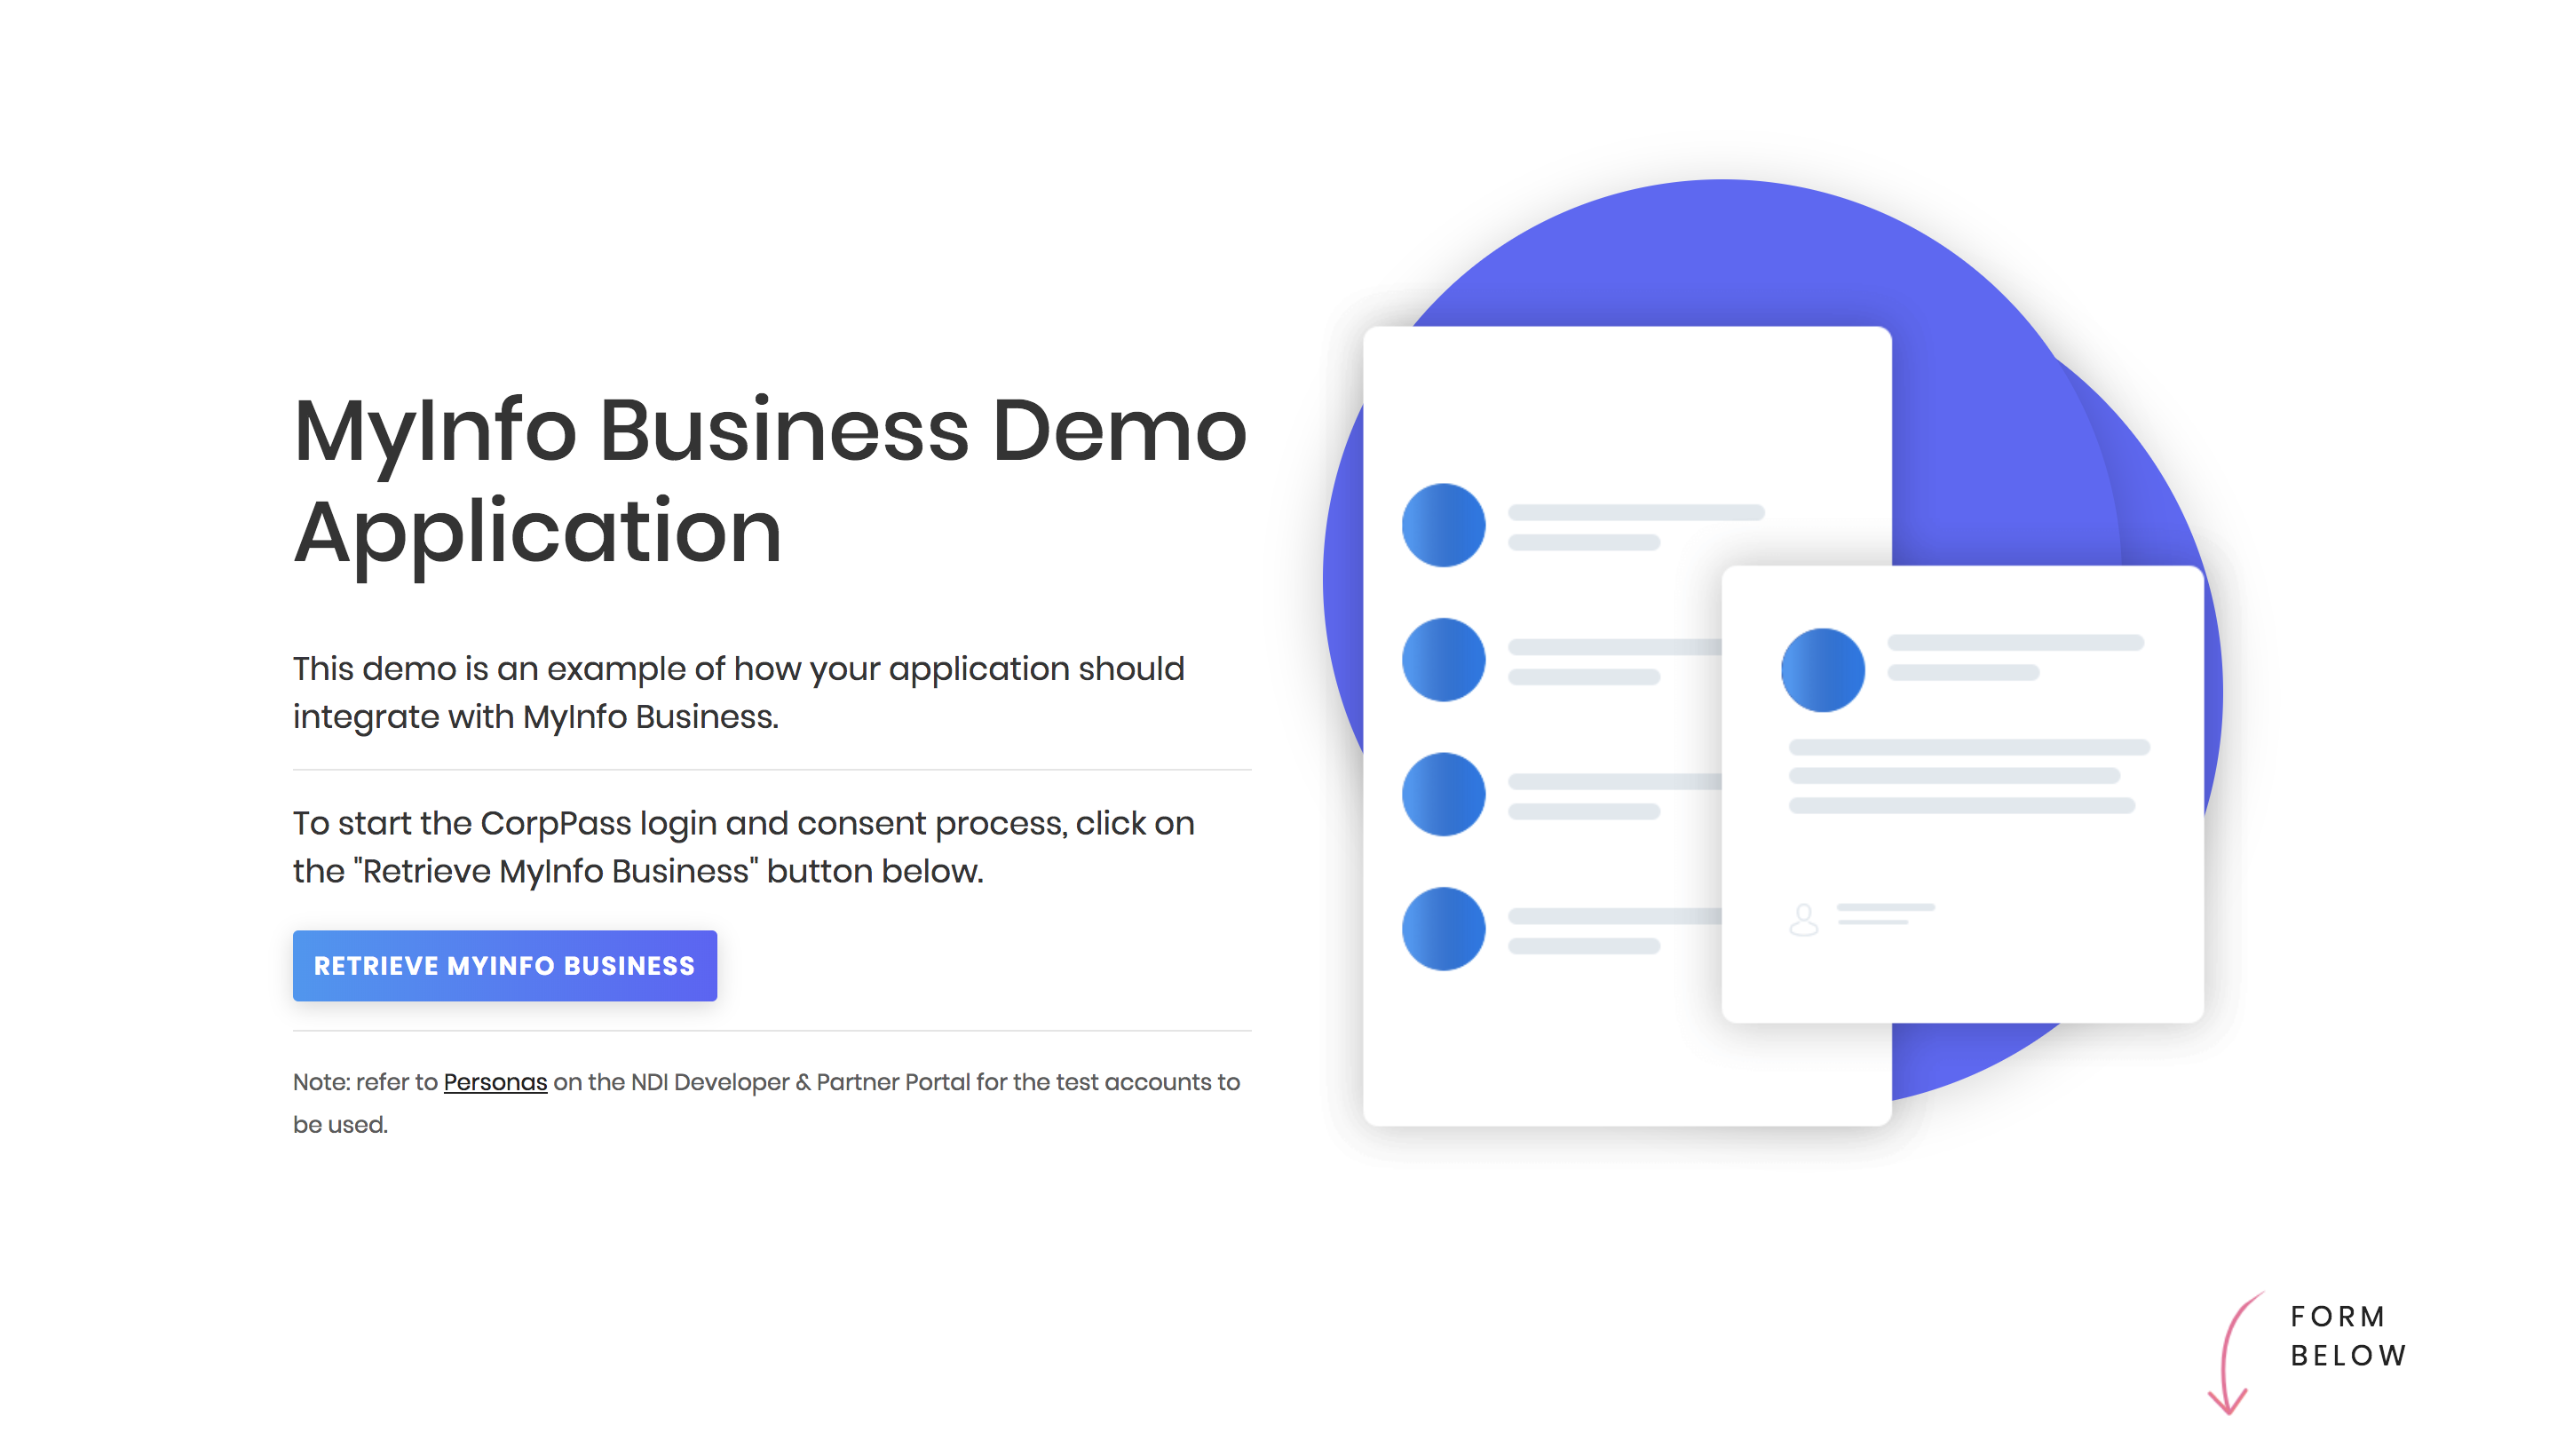 MyInfo Business Demo
Application
This demo is an example of how your application should
integrate with MyInfo Business.
To start the CorpPass login and consent process, click on
the "Retrieve MyInfo Business" button below.
RETRIEVE MYINFO BUSINESS
Note: refer to Personas on the NDI Developer & Partner Portal for the test accounts to
be used.
FORM
BELOW